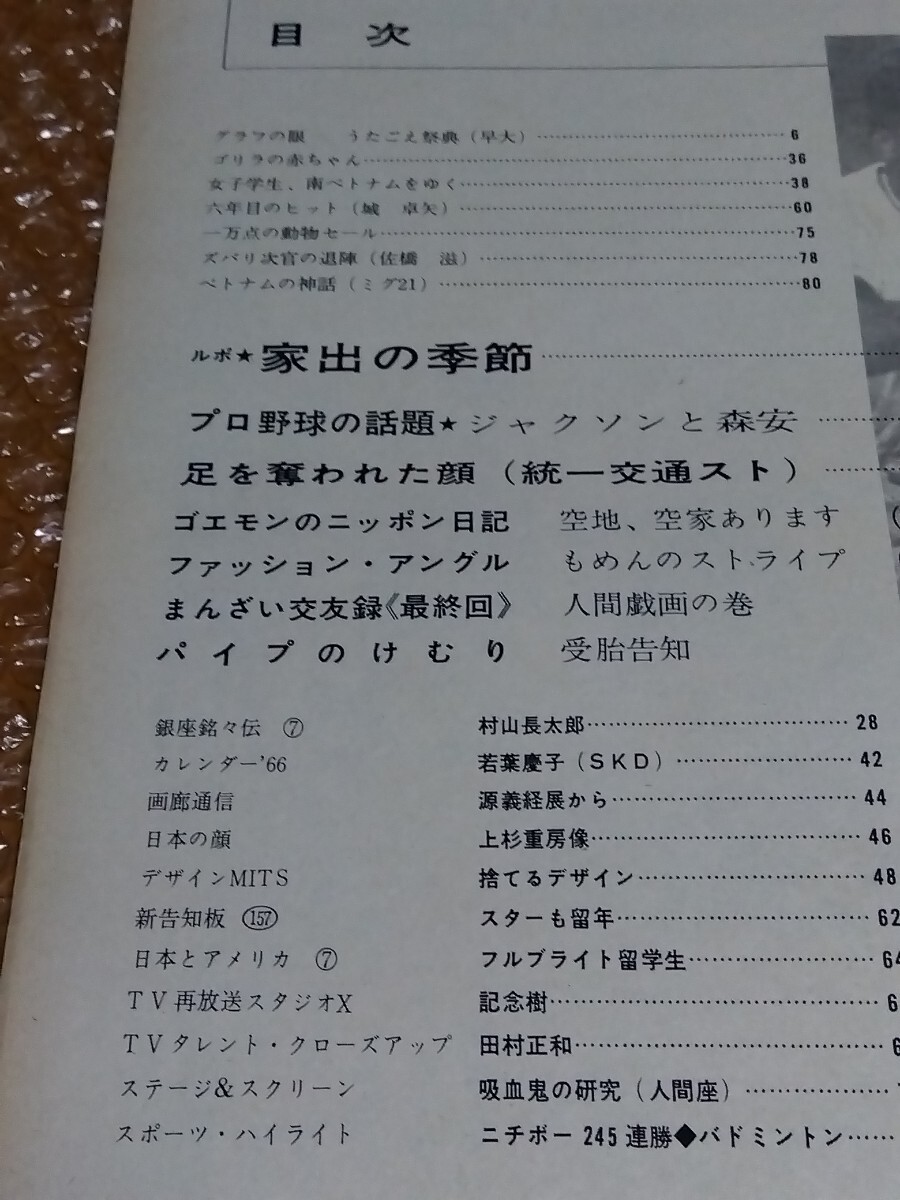 目 次
グラフの眼 うたごえ祭典（早大）……6
ゴリラの赤ちゃん……36
女子学生、南ベトナムをゆく……38
六年目のヒット（城 卓矢）……60
一万点の動物セール……75
ズバリ次官の退陣（佐橋 滋）……78
ベトナムの神話（ミグ21）……80
ルポ★家出の季節……
プロ野球の話題★ジャクソンと森安……
足を奪われた顔（統一交通スト）……
ゴエモンのニッポン日記 空地、空家あります（
ファッション・アングル もめんのストライプ
まんざい交友録《最終回》 人間戯画の巻
パイプのけむり 受胎告知
銀座銘々伝 ⑦ 村山長太郎……28
カレンダー’66 若葉慶子（SKD）……42
画廊通信 源義経展から……44
日本の顔 上杉重房像……46
デザインMITS 捨てるデザイン……48
新告知板 (157) スターも留年……62
日本とアメリカ ⑦ フルブライト留学生……64
TV再放送スタジオX 記念樹……6
TVタレント・クローズアップ 田村正和……6
ステージ&スクリーン 吸血鬼の研究（人間座）……
スポーツ・ハイライト ニチボー245連勝◆バドミントン……